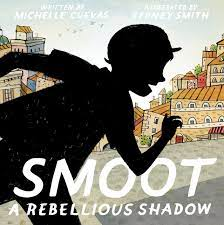 WRITTEN BY
MICHELLE CUEVAS
ILLUSTRATED BY
SYDNEY SMITH
SMOOT
A REBELLIOUS SHADOW